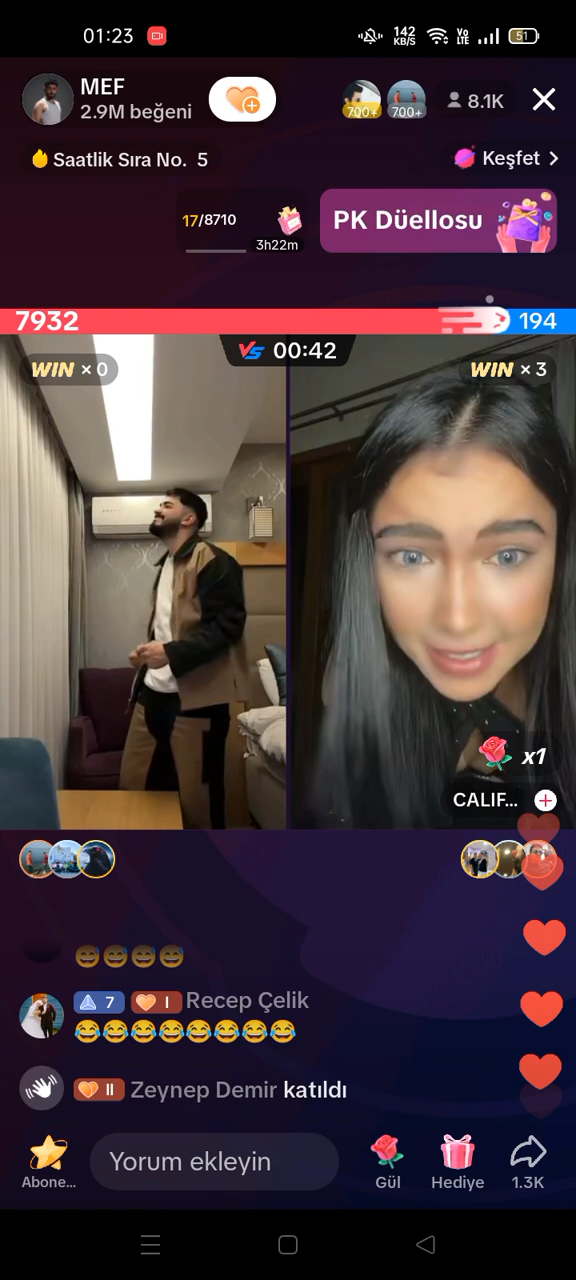 01:23
142
KB/S
Vo
LTE
51
MEF
2.9M beğeni
700+
700+
8.1K
Saatlik Sıra No. 5
Keşfet
17/8710
3h22m
PK Düellosu
7932
194
VS 00:42
WIN × 0
WIN × 3
x1
CALIF...
7
I
Recep Çelik
II
Zeynep Demir katıldı
Abone...
Yorum ekleyin
Gül
Hediye
1.3K